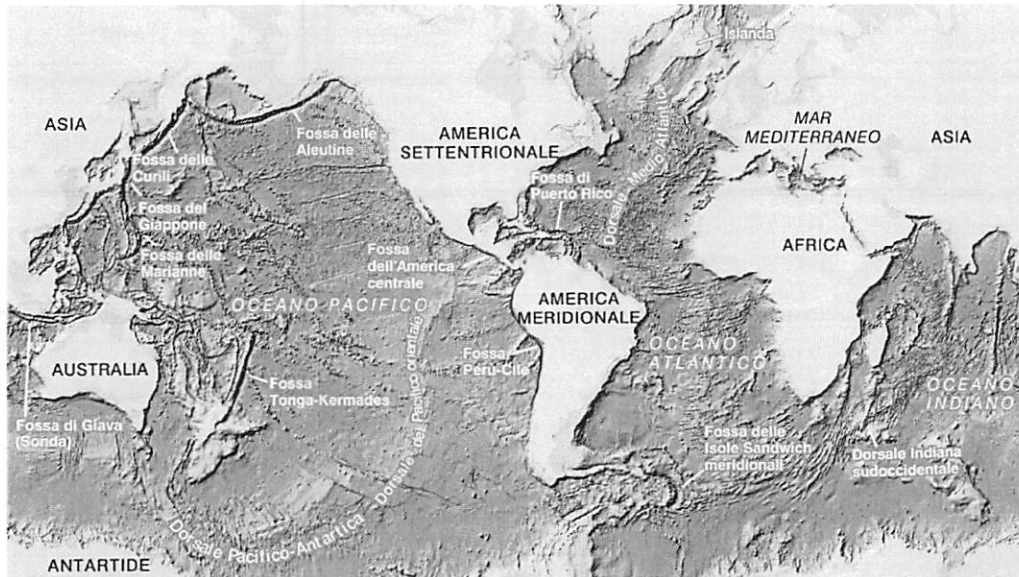 Islanda
ASIA
Fossa delle
Aleutine
AMERICA
SETTENTRIONALE
Dorsale Medio Atlantica
MAR
MEDITERRANEO
ASIA
Fossa delle
Curili
Fossa del
Giappone
Fossa delle
Marianne
Fossa di
Puerto Rico
AFRICA
Fossa
dell'America
centrale
OCEANO PACIFICO
AMERICA
MERIDIONALE
OCEANO
ATLANTICO
AUSTRALIA
Fossa
Tonga-Kermades
Fossa
Perù-Cile
OCEANO
INDIANO
Fossa di Giava
(Sonda)
Dorsale del Pacifico orientale
Fossa delle
Isole Sandwich
meridionali
Dorsale Indiana
sudoccidentale
Dorsale Pacifico-Antartica
ANTARTIDE